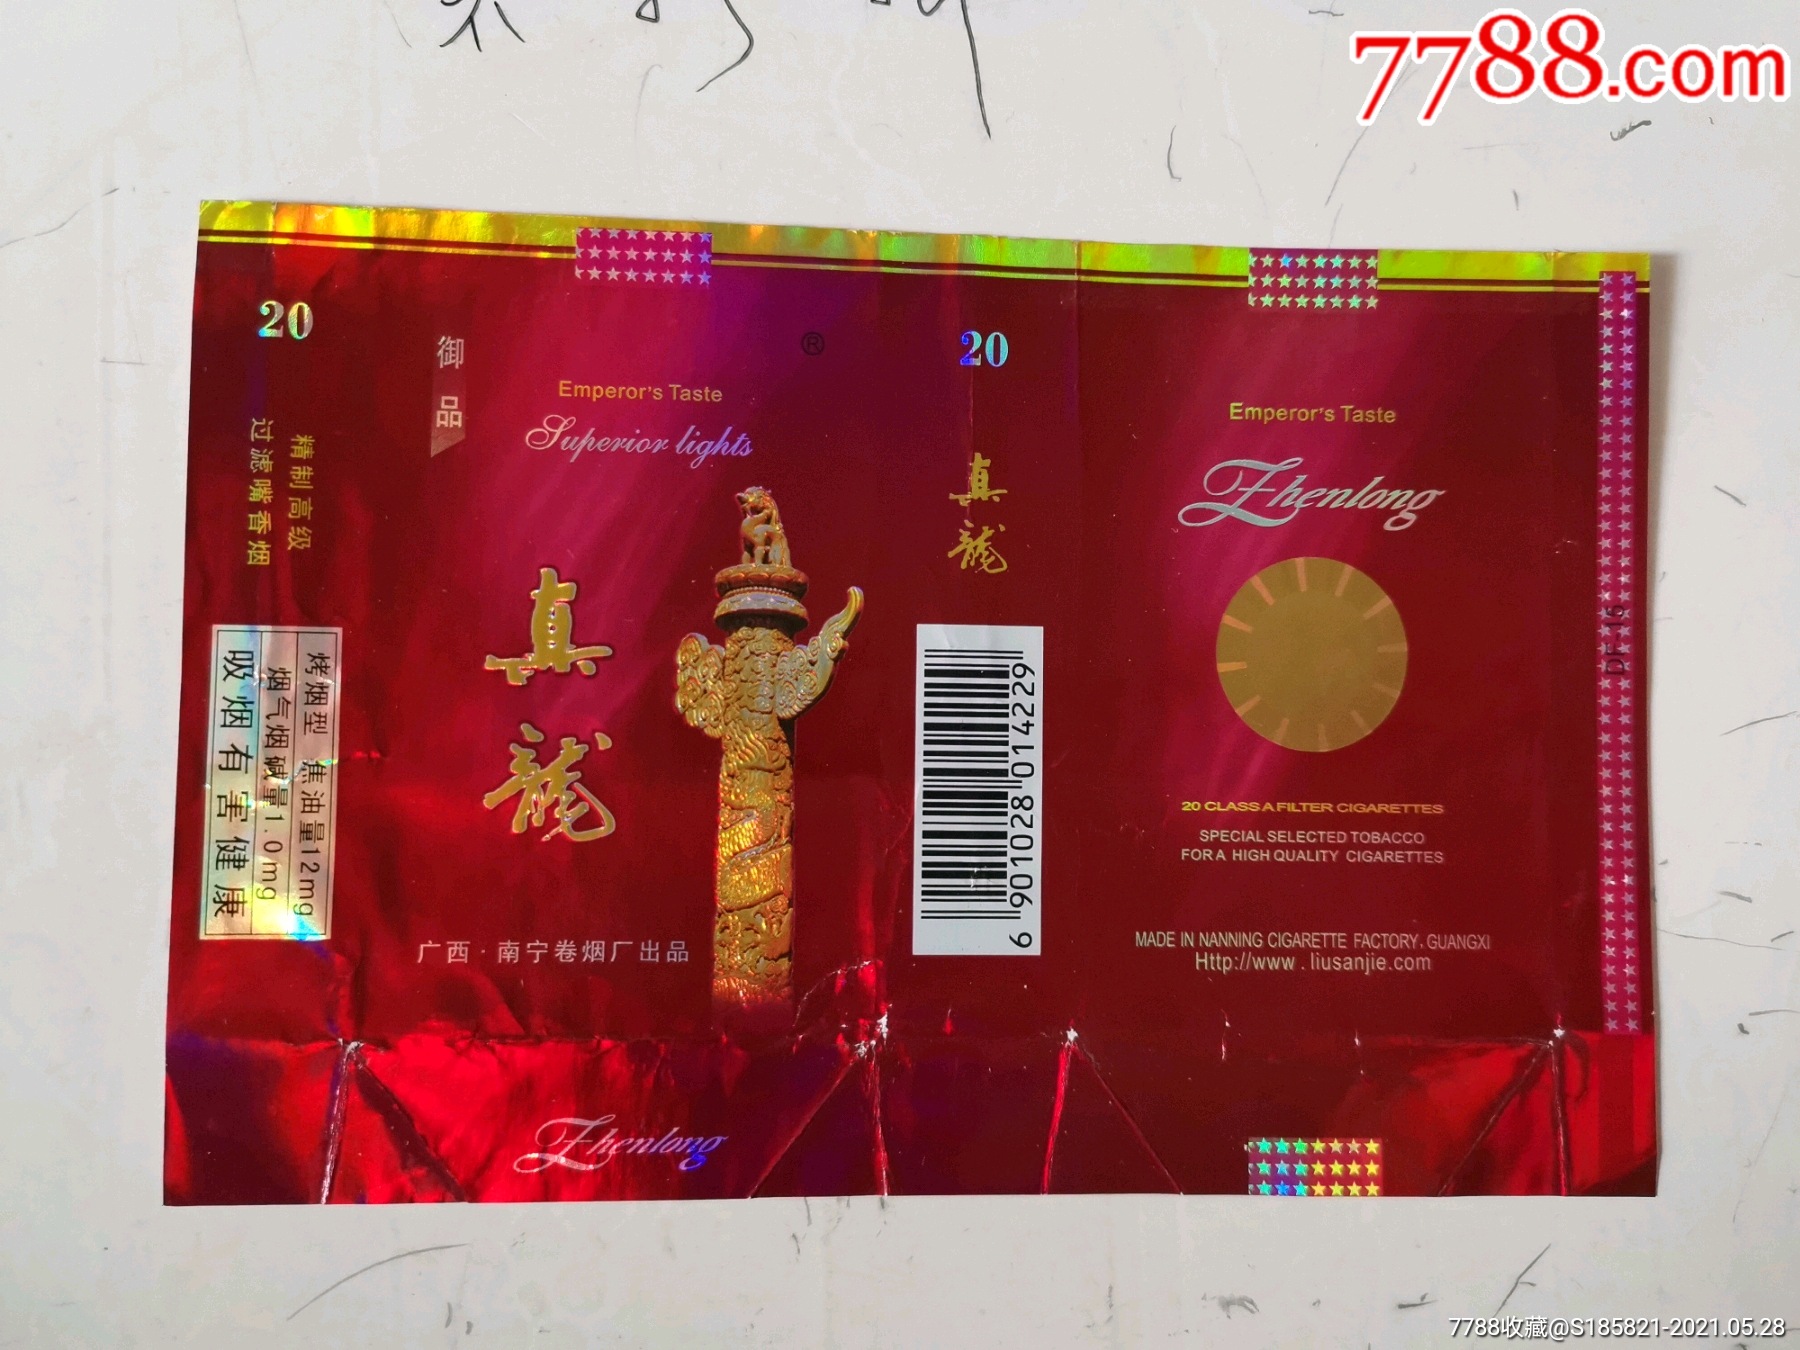 7788.com
20
精制高级
过滤嘴香烟
烤烟型 焦油量12mg
烟气烟碱量1.0mg
吸烟有害健康
御品
®
Emperor's Taste
Superior lights
真龍
广西·南宁卷烟厂出品
Zhenlong
20
真龍
6 901028 014229
Emperor's Taste
Zhenlong
20 CLASS A FILTER CIGARETTES
SPECIAL SELECTED TOBACCO
FOR A HIGH QUALITY CIGARETTES
MADE IN NANNING CIGARETTE FACTORY, GUANGXI
Http://www.liusanjie.com
7788收藏@S185821-2021.05.28